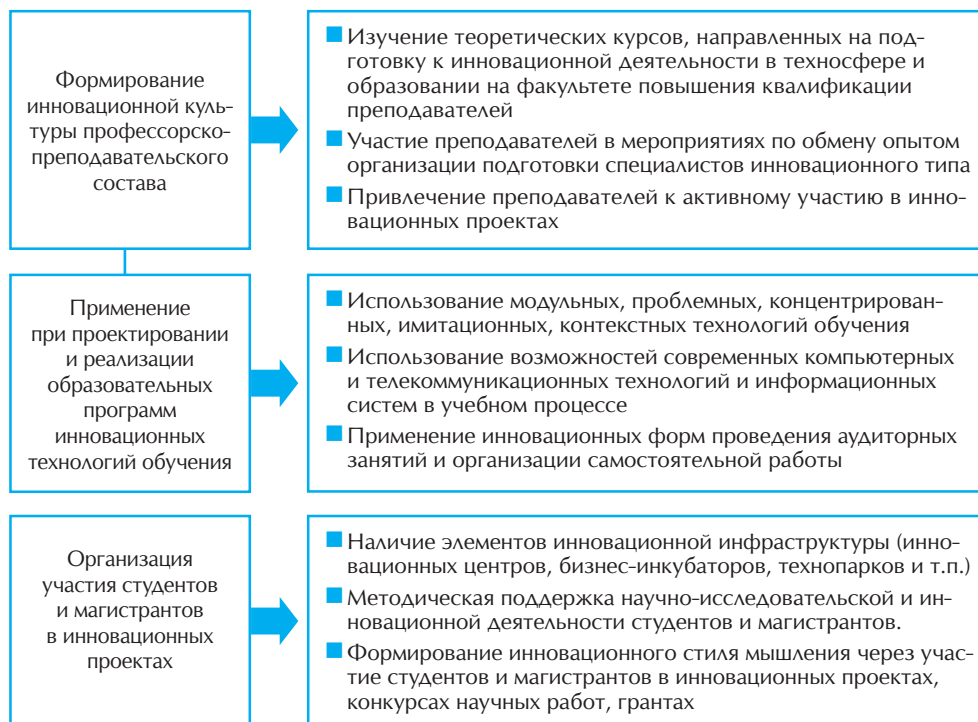 Формирование
инновационной куль-
туры профессорско-
преподавательского
состава
Изучение теоретических курсов, направленных на под-
готовку к инновационной деятельности в техносфере и
образовании на факультете повышения квалификации
преподавателей
Участие преподавателей в мероприятиях по обмену опытом
организации подготовки специалистов инновационного типа
Привлечение преподавателей к активному участию в инно-
вационных проектах
Применение
при проектировании
и реализации
образовательных
программ
инновационных
технологий обучения
Использование модульных, проблемных, концентрирован-
ных, имитационных, контекстных технологий обучения
Использование возможностей современных компьютерных
и телекоммуникационных технологий и информационных
систем в учебном процессе
Применение инновационных форм проведения аудиторных
занятий и организации самостоятельной работы
Организация
участия студентов
и магистрантов
в инновационных
проектах
Наличие элементов инновационной инфраструктуры (инно-
вационных центров, бизнес-инкубаторов, технопарков и т.п.)
Методическая поддержка научно-исследовательской и ин-
новационной деятельности студентов и магистрантов.
Формирование инновационного стиля мышления через учас-
тие студентов и магистрантов в инновационных проектах,
конкурсах научных работ, грантах